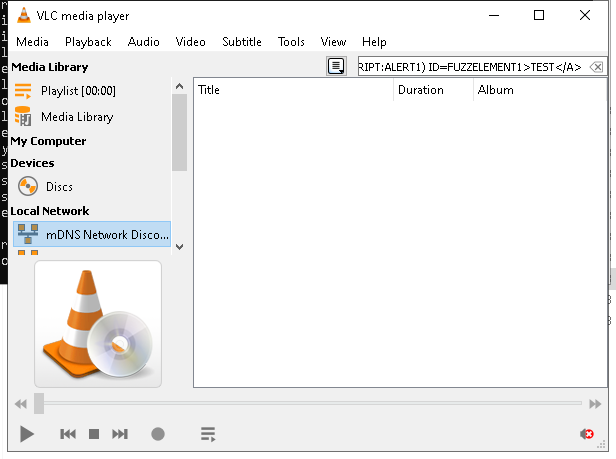 VLC media player
Media Playback Audio Video Subtitle Tools View Help
Media Library
RIPT:ALERT1) ID=FUZZELEMENT1>TEST</A>
Playlist [00:00]
Title Duration Album
Media Library
My Computer
Devices
Discs
Local Network
mDNS Network Disco...